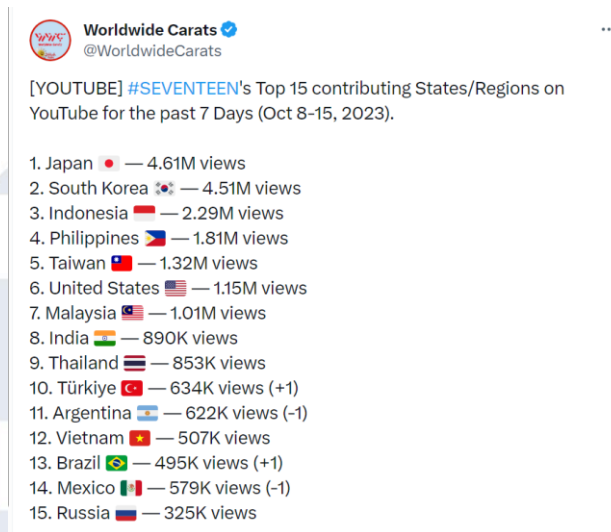 Worldwide Carats
@WorldwideCarats
[YOUTUBE] #SEVENTEEN's Top 15 contributing States/Regions on
YouTube for the past 7 Days (Oct 8-15, 2023).
1. Japan 🇯🇵 — 4.61M views
2. South Korea 🇰🇷 — 4.51M views
3. Indonesia 🇮🇩 — 2.29M views
4. Philippines 🇵🇭 — 1.81M views
5. Taiwan 🇹🇼 — 1.32M views
6. United States 🇺🇸 — 1.15M views
7. Malaysia 🇲🇾 — 1.01M views
8. India 🇮🇳 — 890K views
9. Thailand 🇹🇭 — 853K views
10. Türkiye 🇹🇷 — 634K views (+1)
11. Argentina 🇦🇷 — 622K views (-1)
12. Vietnam 🇻🇳 — 507K views
13. Brazil 🇧🇷 — 495K views (+1)
14. Mexico 🇲🇽 — 579K views (-1)
15. Russia 🇷🇺 — 325K views